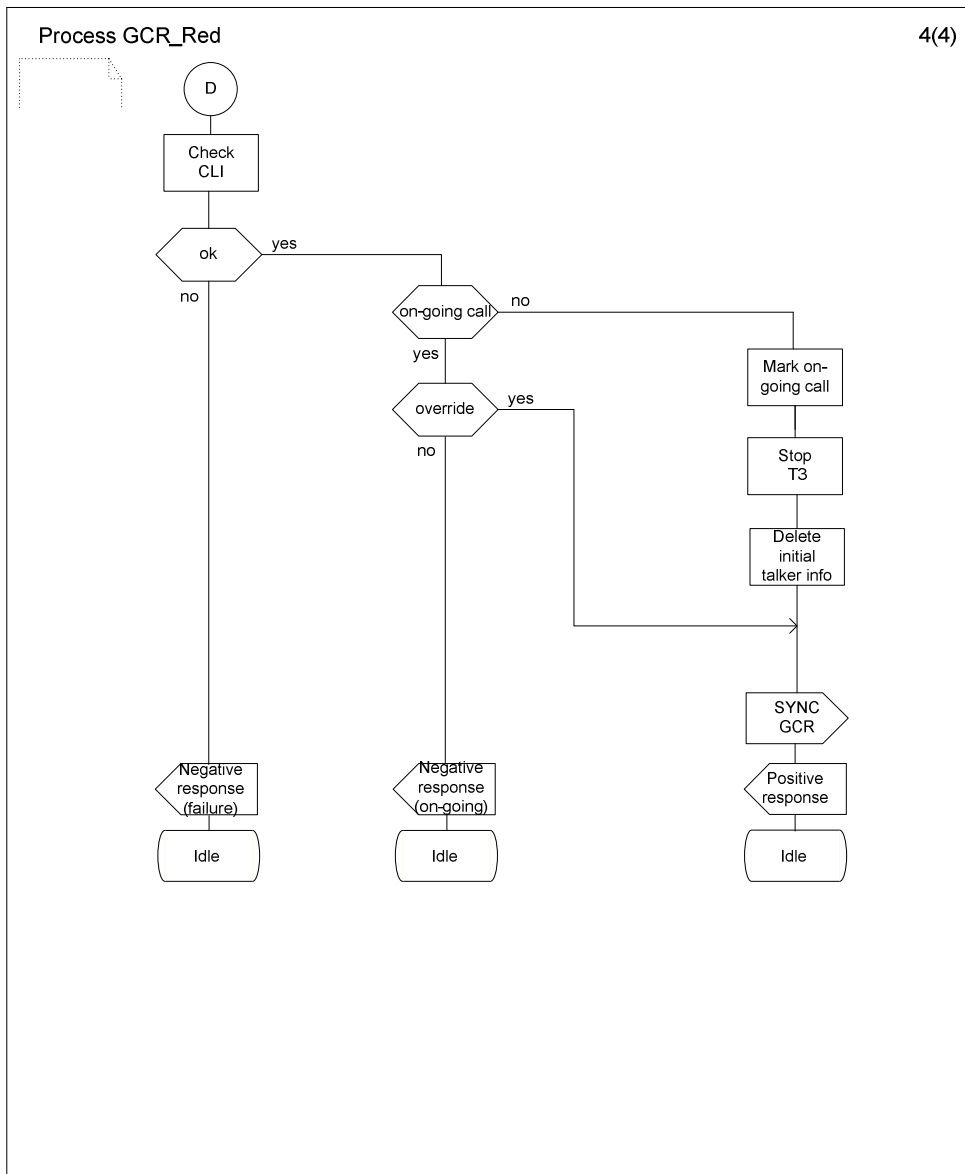 Process GCR_Red
4(4)
D
Check
CLI
ok
yes
no
on-going call
no
yes
Mark on-
going call
override
yes
no
Stop
T3
Delete
initial
talker info
SYNC
GCR
Negative
response
(failure)
Negative
response
(on-going)
Positive
response
Idle
Idle
Idle